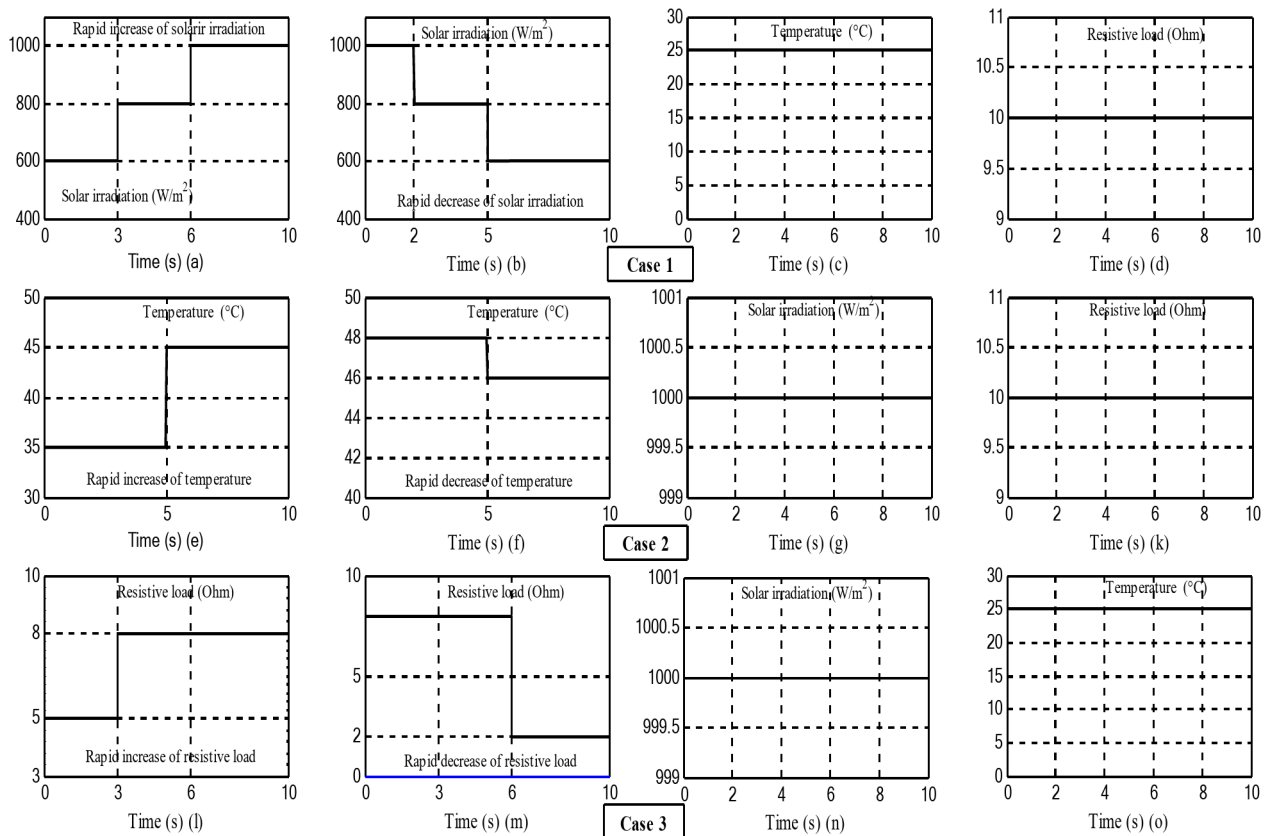 Rapid increase of solarir irradiation
1000
800
600
400
Solar irradiation (W/m²)
0 3 6 10
Time (s) (a)
Solar irradiation (W/m²)
1000
800
600
400
Rapid decrease of solar irradiation
0 2 5 10
Time (s) (b)
Temperature (°C)
30
25
20
15
10
5
0
0 2 4 6 8 10
Time (s) (c)
Resistive load (Ohm)
11
10.5
10
9.5
9
0 2 4 6 8 10
Time (s) (d)
Case 1
Temperature (°C)
50
45
40
35
30
Rapid increase of temperature
0 5 10
Time (s) (e)
Temperature (°C)
50
48
46
44
42
40
Rapid decrease of temperature
0 5 10
Time (s) (f)
Solar irradiation (W/m²)
1001
1000.5
1000
999.5
999
0 2 4 6 8 10
Time (s) (g)
Resistive load (Ohm)
11
10.5
10
9.5
9
0 2 4 6 8 10
Time (s) (k)
Case 2
Resistive load (Ohm)
10
8
5
3
Rapid increase of resistive load
0 3 6 10
Time (s) (l)
Resistive load (Ohm)
10
5
2
0
Rapid decrease of resistive load
0 3 6 10
Time (s) (m)
Solar irradiation (W/m²)
1001
1000.5
1000
999.5
999
0 2 4 6 8 10
Time (s) (n)
Temperature (°C)
30
25
20
15
10
5
0
0 2 4 6 8 10
Time (s) (o)
Case 3